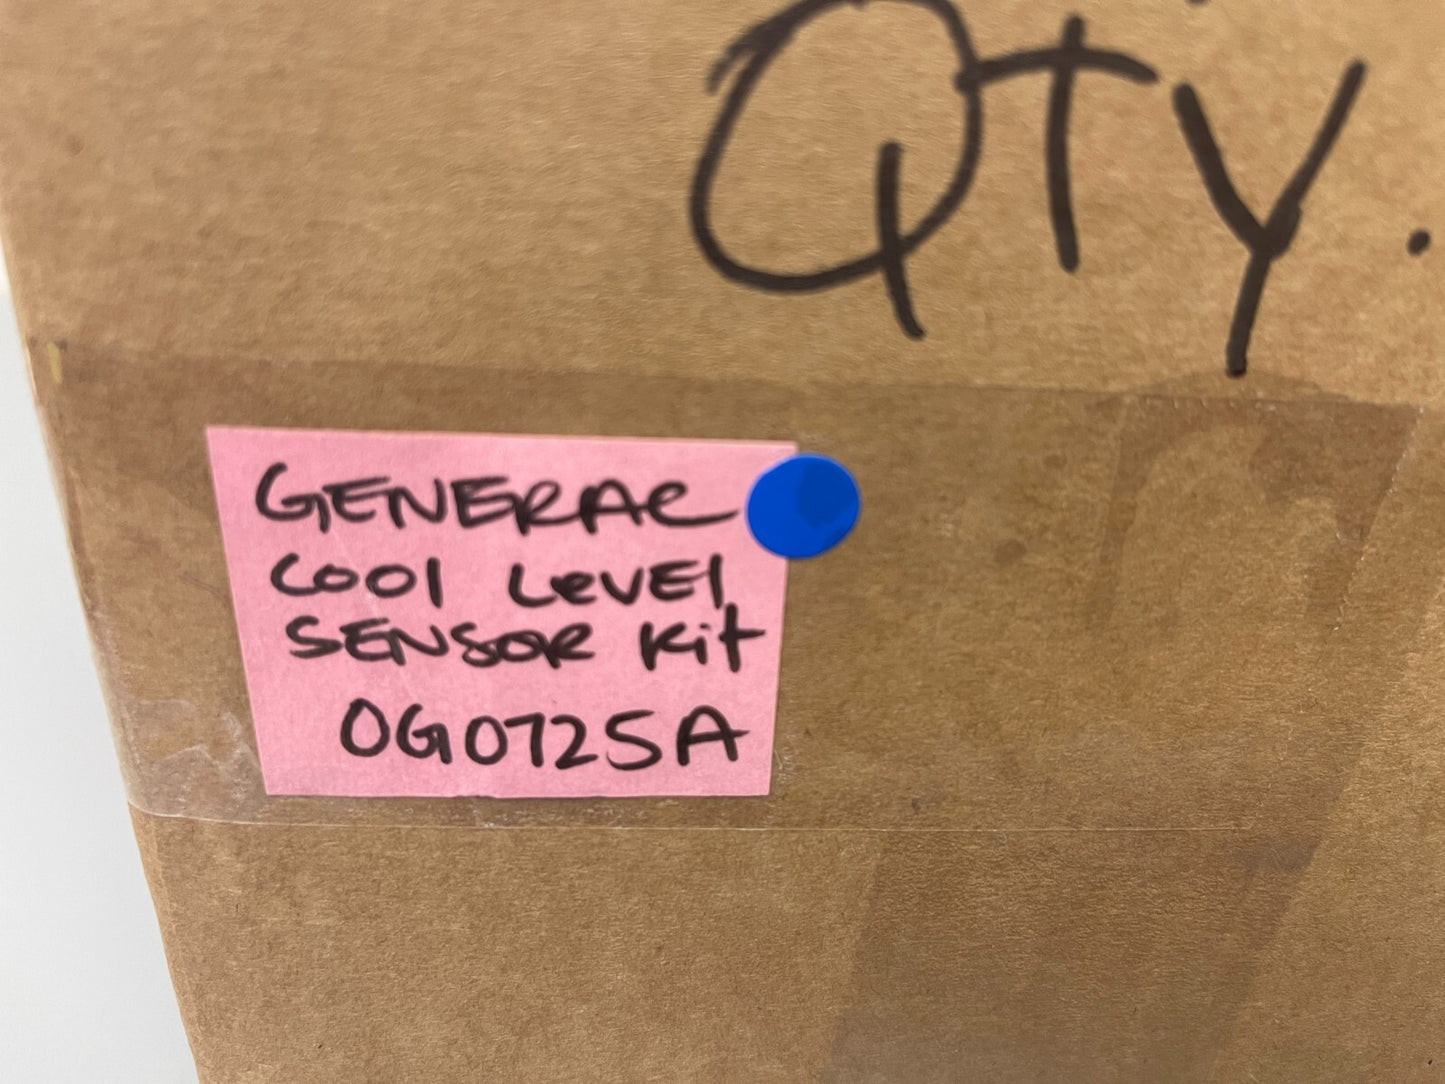 QTY.
GENERAC
COOl LeVEl
SENSOR Kit
0G0725A